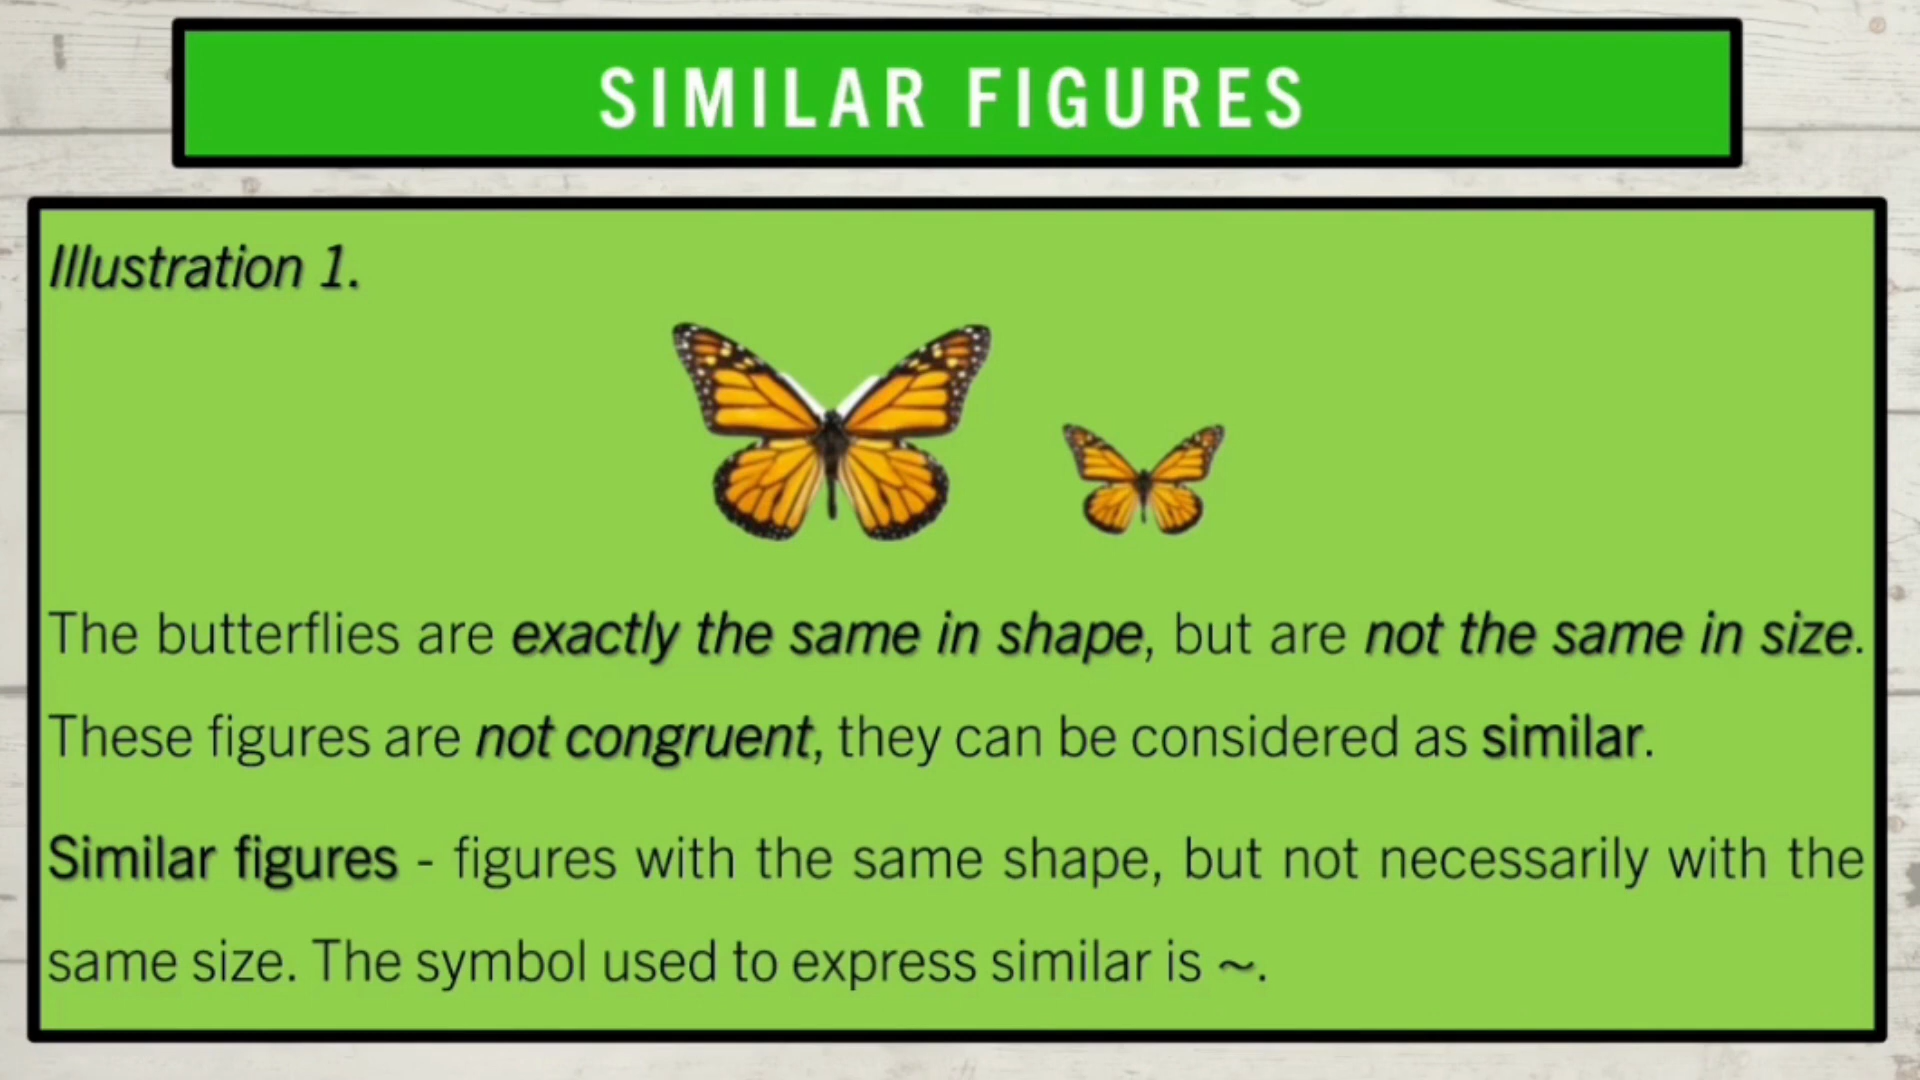 SIMILAR FIGURES
Illustration 1.
The butterflies are exactly the same in shape, but are not the same in size.
These figures are not congruent, they can be considered as similar.
Similar figures - figures with the same shape, but not necessarily with the
same size. The symbol used to express similar is ~.